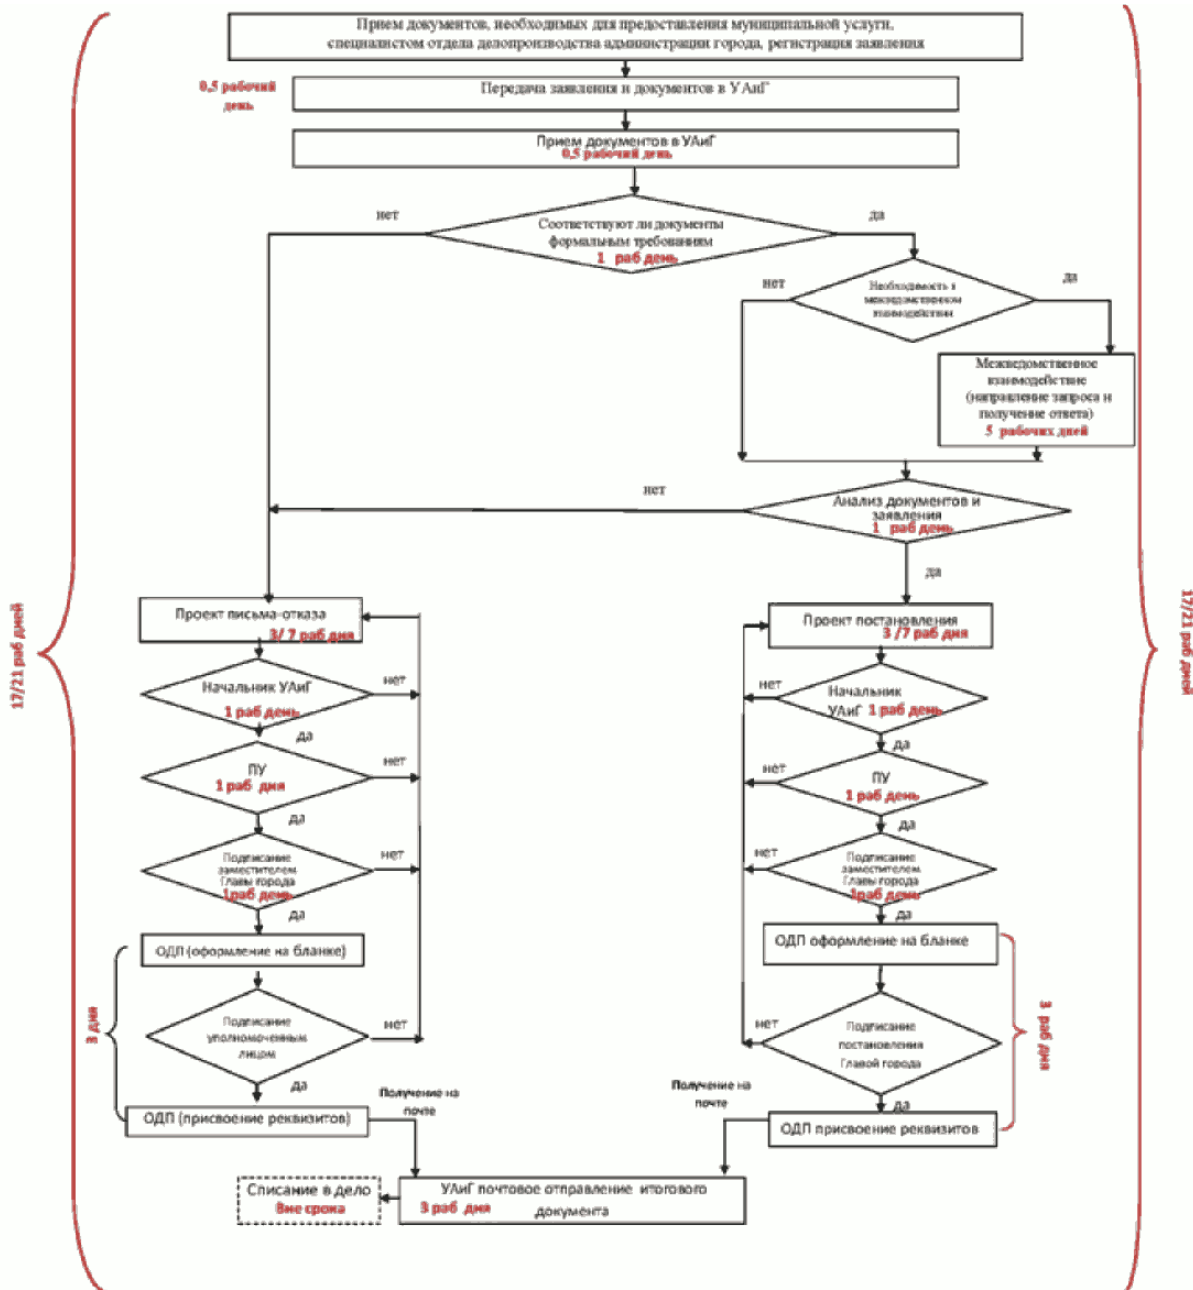 Прием документов, необходимых для предоставления муниципальной услуги,
специалистом отдела делопроизводства администрации города, регистрация заявления
0,5 рабочий
день
Передача заявления и документов в УАиГ
Прием документов в УАиГ
0,5 рабочий день
нет
да
Соответствуют ли документы
формальным требованиям
1 раб день
нет
да
Необходимость в
межведомственном
взаимодействии
Межведомственное
взаимодействие
(направление запроса и
получение ответа)
5 рабочих дней
нет
Анализ документов и
заявления
1 раб день
да
17/21 раб дней
17/21 раб дней
Проект письма-отказа
3/ 7 раб дня
Проект постановления
3 /7 раб дня
Начальник УАиГ
1 раб день
нет
да
нет
Начальник
УАиГ 1 раб день
да
ПУ
1 раб дня
нет
да
нет
ПУ
1 раб день
да
Подписание
заместителем
Главы города
1раб день
нет
да
нет
Подписание
заместителем
Главы города
1раб день
да
ОДП (оформление на бланке)
ОДП оформление на бланке
3 дня
3 раб дня
Подписание
уполномоченным
лицом
нет
да
нет
Подписание
постановления
Главой города
да
Получение на
почте
Получение на
почте
ОДП (присвоение реквизитов)
ОДП присвоение реквизитов
Списание в дело
Вне срока
УАиГ почтовое отправление итогового
документа
3 раб дня